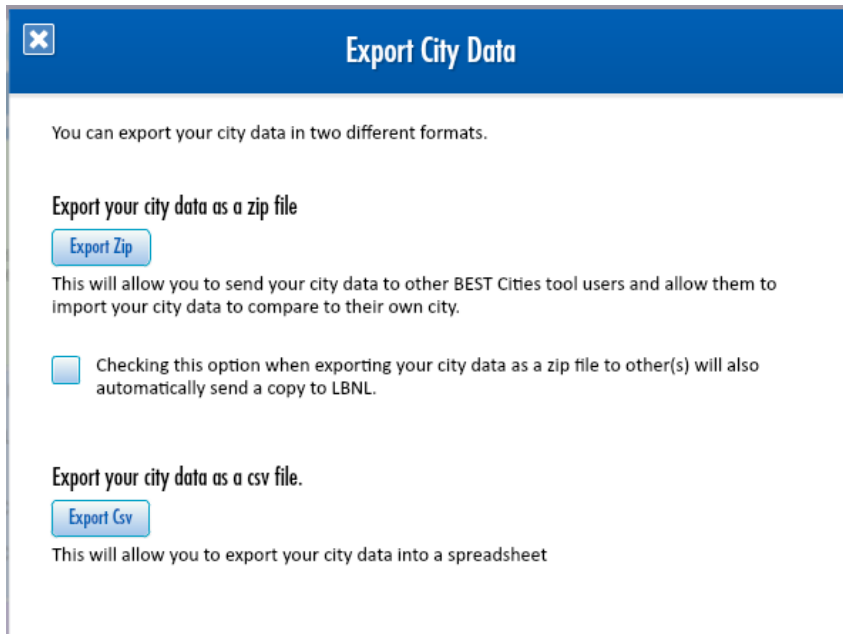 Export City Data
You can export your city data in two different formats.
Export your city data as a zip file
Export Zip
This will allow you to send your city data to other BEST Cities tool users and allow them to
import your city data to compare to their own city.
Checking this option when exporting your city data as a zip file to other(s) will also
automatically send a copy to LBNL.
Export your city data as a csv file.
Export Csv
This will allow you to export your city data into a spreadsheet